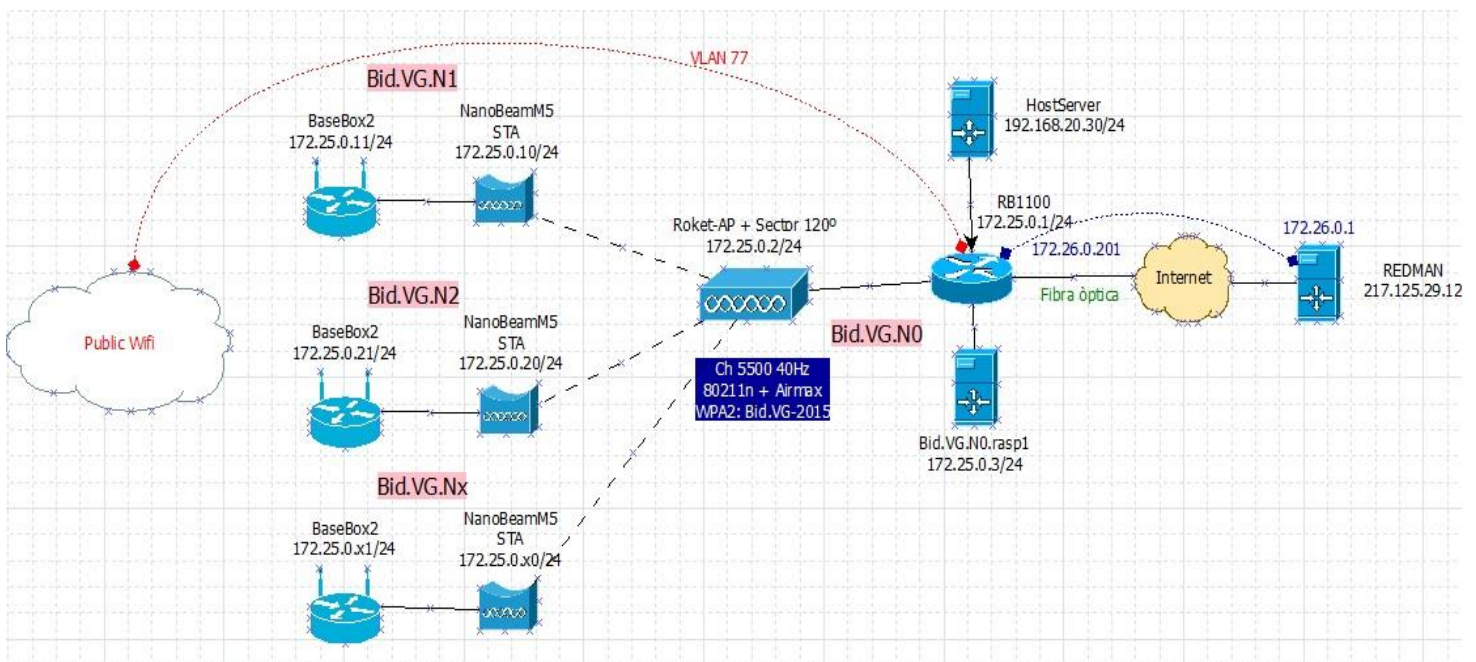 VLAN 77
Bid.VG.N1
BaseBox2
172.25.0.11/24
NanoBeamM5
STA
172.25.0.10/24
HostServer
192.168.20.30/24
RB1100
172.25.0.1/24
172.26.0.201
172.26.0.1
Roket-AP + Sector 120º
172.25.0.2/24
Internet
REDMAN
217.125.29.12
Fibra òptica
Public Wifi
Bid.VG.N2
BaseBox2
172.25.0.21/24
NanoBeamM5
STA
172.25.0.20/24
Bid.VG.N0
Ch 5500 40Hz
80211n + Airmax
WPA2: Bid.VG-2015
Bid.VG.N0.rasp1
172.25.0.3/24
Bid.VG.Nx
BaseBox2
172.25.0.x1/24
NanoBeamM5
STA
172.25.0.x0/24